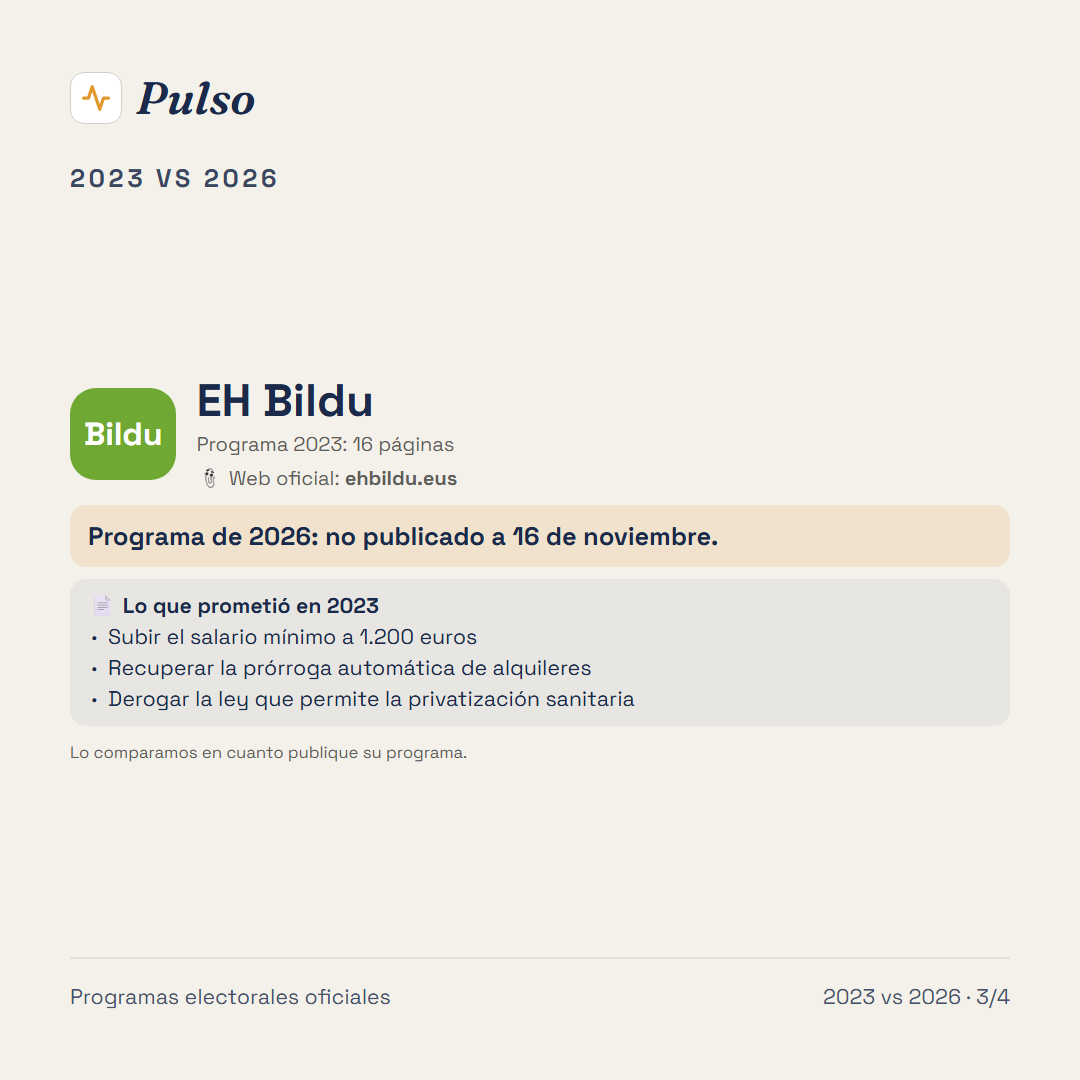 Pulso
2023 VS 2026
Bildu
EH Bildu
Programa 2023: 16 páginas
Web oficial: ehbildu.eus
Programa de 2026: no publicado a 16 de noviembre.
Lo que prometió en 2023
• Subir el salario mínimo a 1.200 euros
• Recuperar la prórroga automática de alquileres
• Derogar la ley que permite la privatización sanitaria
Lo comparamos en cuanto publique su programa.
Programas electorales oficiales
2023 vs 2026 · 3/4